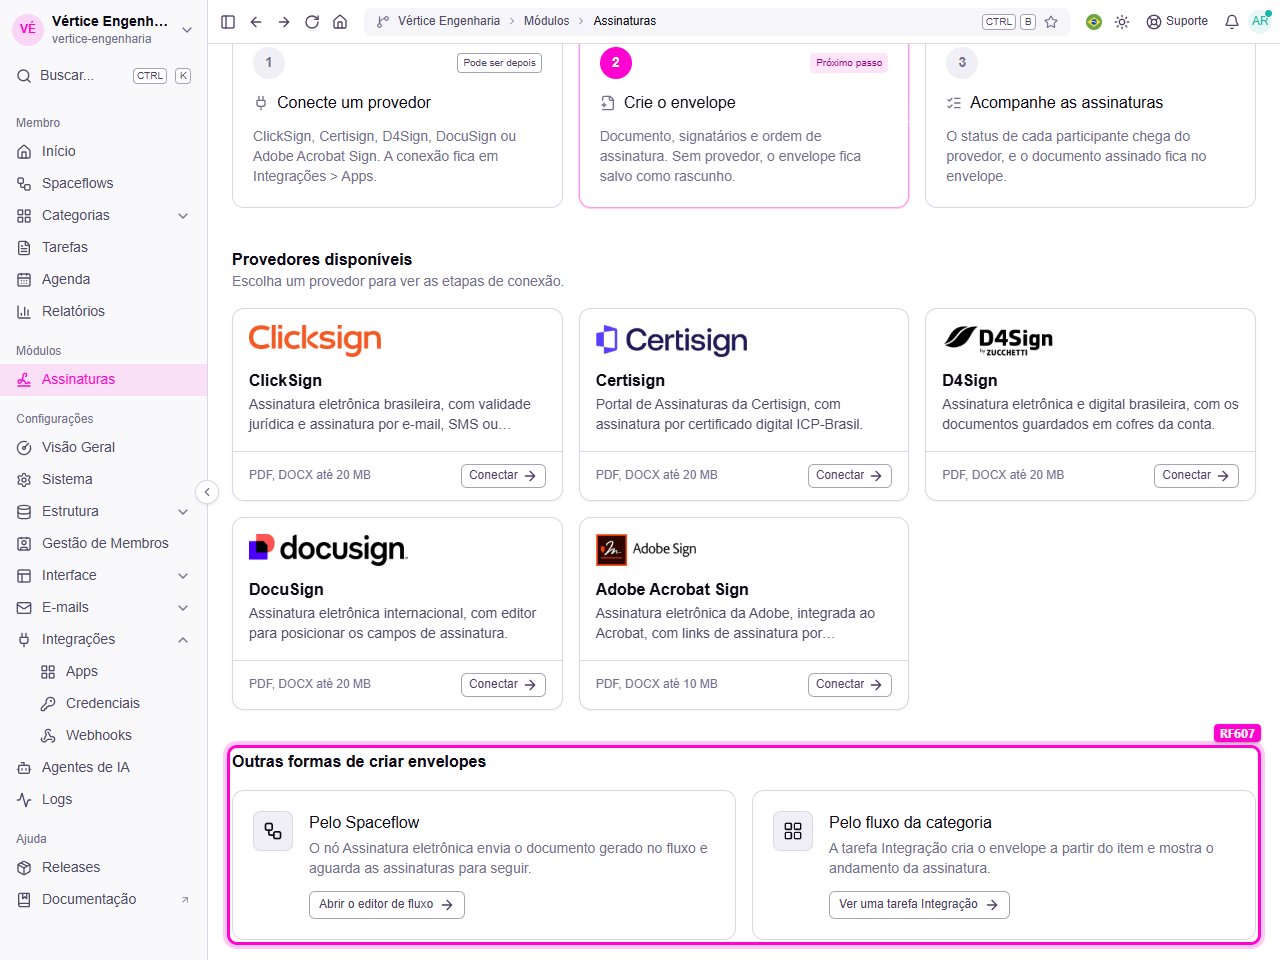 VÉ
Vértice Engenh...
vertice-engenharia
Vértice Engenharia
Módulos
Assinaturas
CTRL
B
Suporte
AR
Buscar...
CTRL
K
Membro
Início
Spaceflows
Categorias
Tarefas
Agenda
Relatórios
Módulos
Assinaturas
Configurações
Visão Geral
Sistema
Estrutura
Gestão de Membros
Interface
E-mails
Integrações
Apps
Credenciais
Webhooks
Agentes de IA
Logs
Ajuda
Releases
Documentação
1
Pode ser depois
Conecte um provedor
ClickSign, Certisign, D4Sign, DocuSign ou
Adobe Acrobat Sign. A conexão fica em
Integrações > Apps.
2
Próximo passo
Crie o envelope
Documento, signatários e ordem de
assinatura. Sem provedor, o envelope fica
salvo como rascunho.
3
Acompanhe as assinaturas
O status de cada participante chega do
provedor, e o documento assinado fica no
envelope.
Provedores disponíveis
Escolha um provedor para ver as etapas de conexão.
Clicksign
ClickSign
Assinatura eletrônica brasileira, com validade
jurídica e assinatura por e-mail, SMS ou...
PDF, DOCX até 20 MB
Conectar
Certisign
Certisign
Portal de Assinaturas da Certisign, com
assinatura por certificado digital ICP-Brasil.
PDF, DOCX até 20 MB
Conectar
D4Sign
by ZUCCHETTI
D4Sign
Assinatura eletrônica e digital brasileira, com os
documentos guardados em cofres da conta.
PDF, DOCX até 20 MB
Conectar
docusign
DocuSign
Assinatura eletrônica internacional, com editor
para posicionar os campos de assinatura.
PDF, DOCX até 20 MB
Conectar
Adobe Sign
Adobe Acrobat Sign
Assinatura eletrônica da Adobe, integrada ao
Acrobat, com links de assinatura por...
PDF, DOCX até 10 MB
Conectar
RF607
Outras formas de criar envelopes
Pelo Spaceflow
O nó Assinatura eletrônica envia o documento gerado no fluxo e
aguarda as assinaturas para seguir.
Abrir o editor de fluxo
Pelo fluxo da categoria
A tarefa Integração cria o envelope a partir do item e mostra o
andamento da assinatura.
Ver uma tarefa Integração